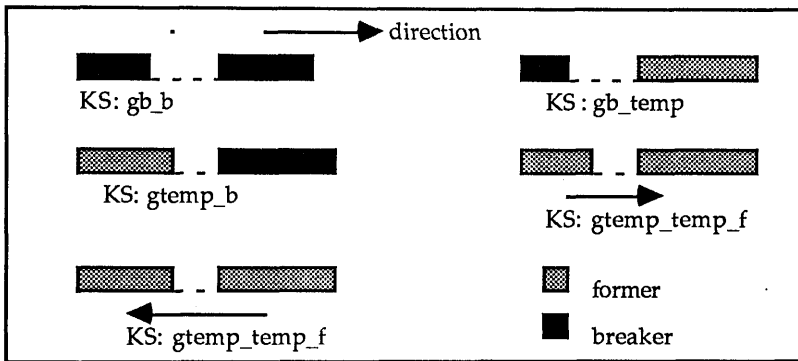 direction
KS: gb_b
KS : gb_temp
KS: gtemp_b
KS: gtemp_temp_f
KS: gtemp_temp_f
former
breaker